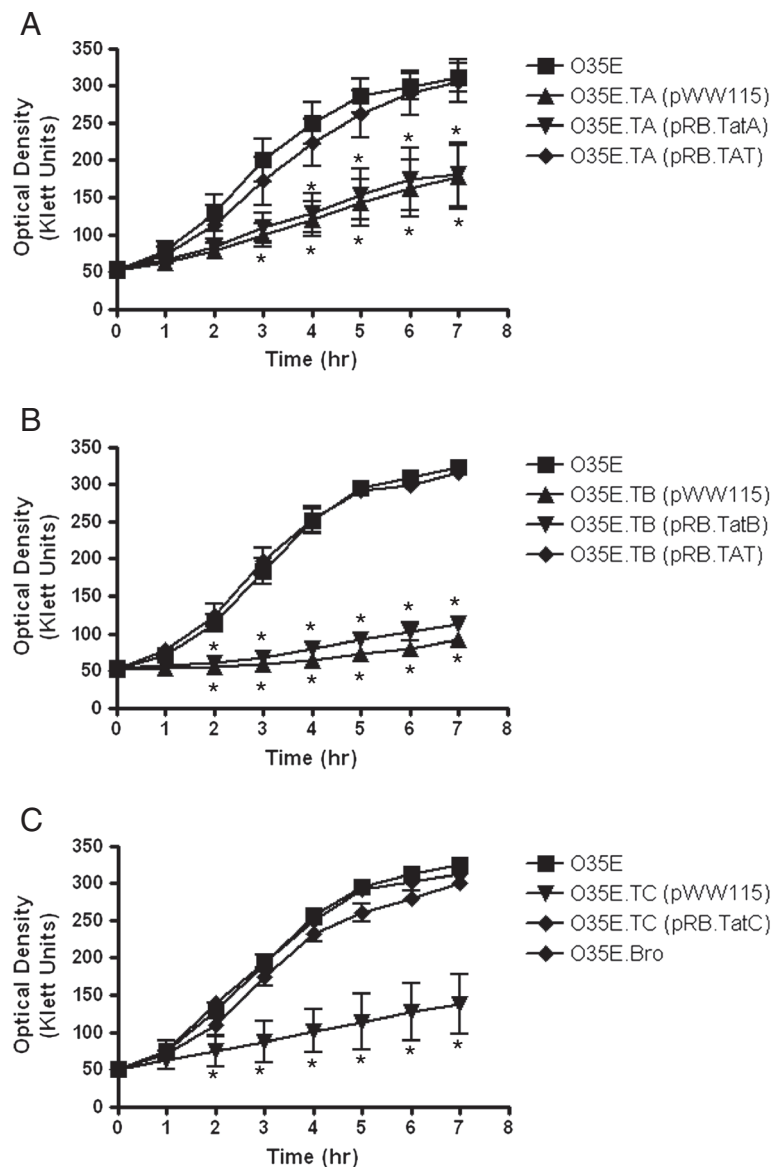 A
350
300
250
200
150
100
50
0
Optical Density
(Klett Units)
0 1 2 3 4 5 6 7 8
Time (hr)
* * * * *
* * * *
O35E
O35E.TA (pWW115)
O35E.TA (pRB.TatA)
O35E.TA (pRB.TAT)
B
350
300
250
200
150
100
50
0
Optical Density
(Klett Units)
0 1 2 3 4 5 6 7 8
Time (hr)
* * * * * *
* * * * * *
O35E
O35E.TB (pWW115)
O35E.TB (pRB.TatB)
O35E.TB (pRB.TAT)
C
350
300
250
200
150
100
50
0
Optical Density
(Klett Units)
0 1 2 3 4 5 6 7 8
Time (hr)
* * * * * *
O35E
O35E.TC (pWW115)
O35E.TC (pRB.TatC)
O35E.Bro